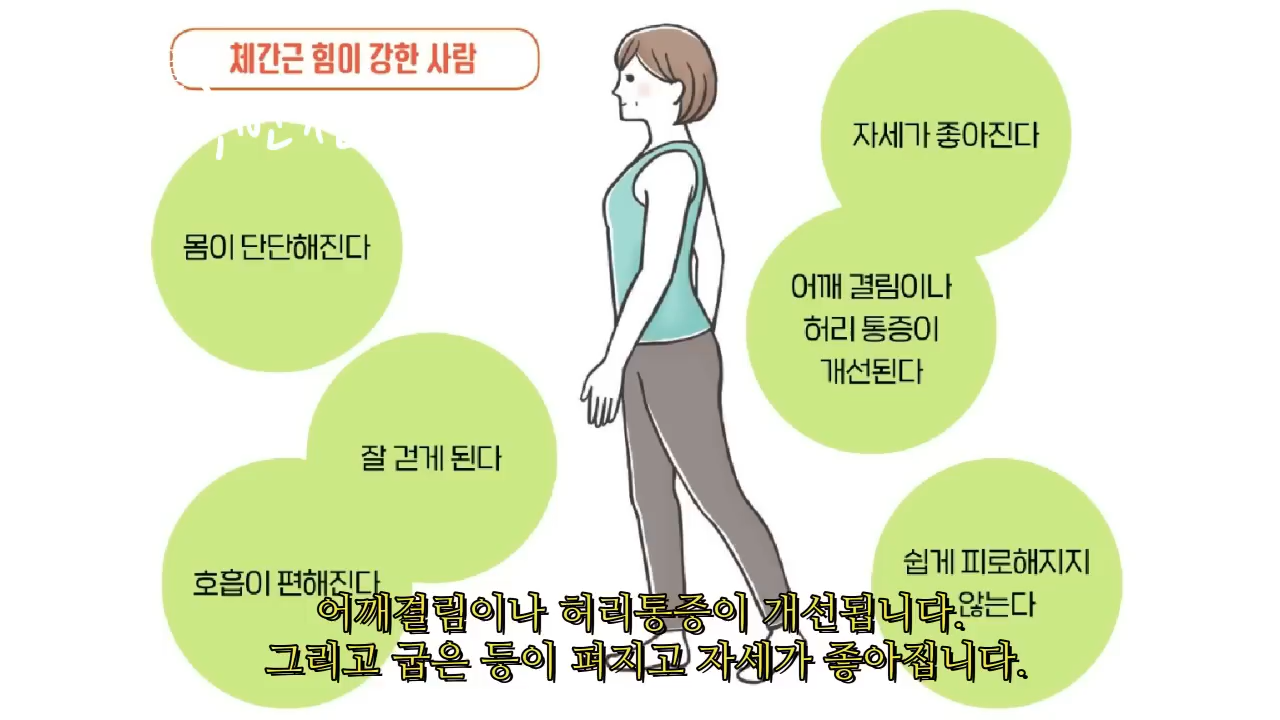 체간근 힘이 강한 사람
몸이 단단해진다
잘 걷게 된다
호흡이 편해진다
자세가 좋아진다
어깨 결림이나
허리 통증이
개선된다
쉽게 피로해지지
않는다
어깨결림이나 허리통증이 개선됩니다.
그리고 굽은 등이 펴지고 자세가 좋아집니다.